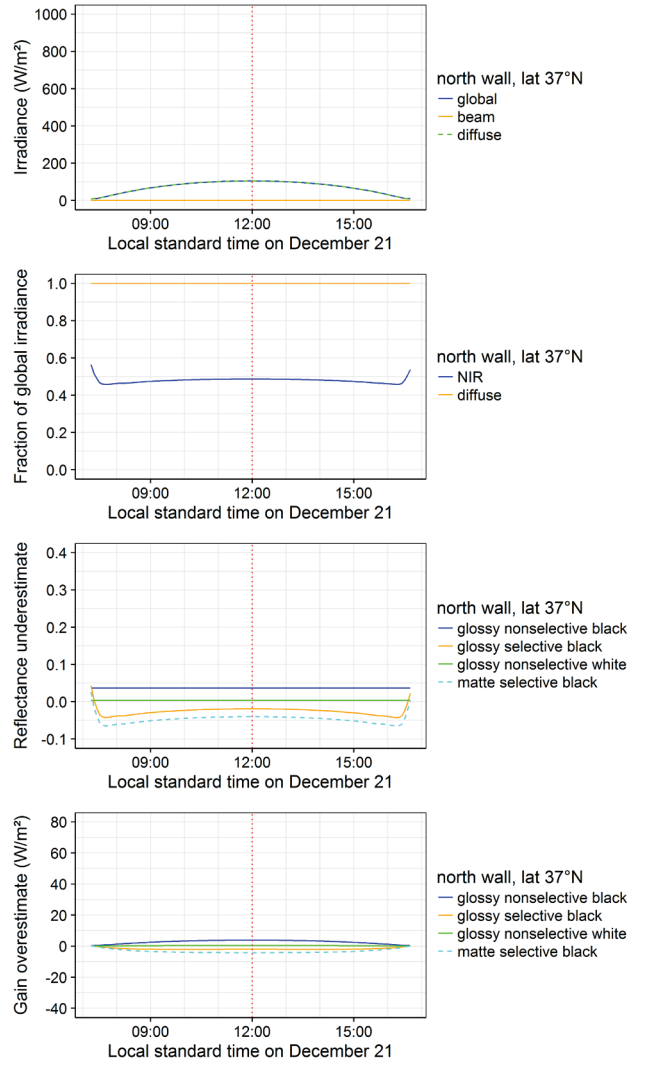 Irradiance (W/m²)
1000
800
600
400
200
0
09:00 12:00 15:00
Local standard time on December 21
north wall, lat 37°N
global
beam
diffuse
Fraction of global irradiance
1.0
0.8
0.6
0.4
0.2
0.0
09:00 12:00 15:00
Local standard time on December 21
north wall, lat 37°N
NIR
diffuse
Reflectance underestimate
0.4
0.3
0.2
0.1
0.0
-0.1
09:00 12:00 15:00
Local standard time on December 21
north wall, lat 37°N
glossy nonselective black
glossy selective black
glossy nonselective white
matte selective black
Gain overestimate (W/m²)
80
60
40
20
0
-20
-40
09:00 12:00 15:00
Local standard time on December 21
north wall, lat 37°N
glossy nonselective black
glossy selective black
glossy nonselective white
matte selective black